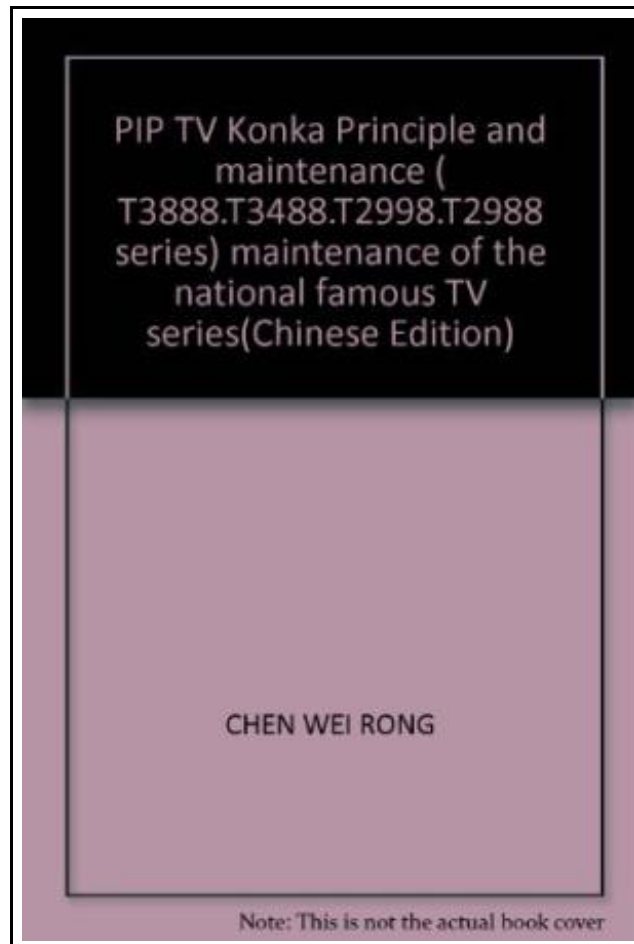 PIP TV Konka Principle and
maintenance (
T3888.T3488.T2998.T2988
series) maintenance of the
national famous TV
series(Chinese Edition)
CHEN WEI RONG
Note: This is not the actual book cover